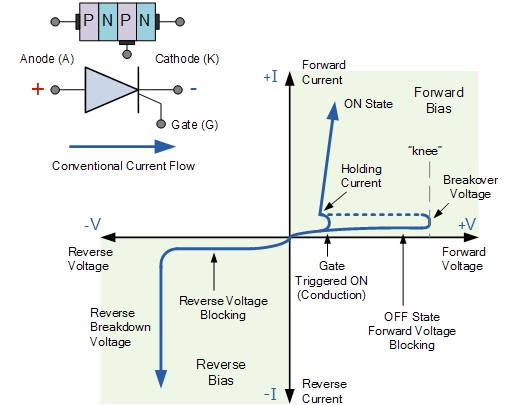 P N P N
Anode (A)
Cathode (K)
+
-
Gate (G)
Conventional Current Flow
+I
Forward
Current
ON State
Forward
Bias
"knee"
Holding
Current
Breakover
Voltage
-V
+V
Reverse
Voltage
Forward
Voltage
Gate
Triggered ON
(Conduction)
Reverse Voltage
Blocking
OFF State
Forward Voltage
Blocking
Reverse
Breakdown
Voltage
Reverse
Bias
-I
Reverse
Current